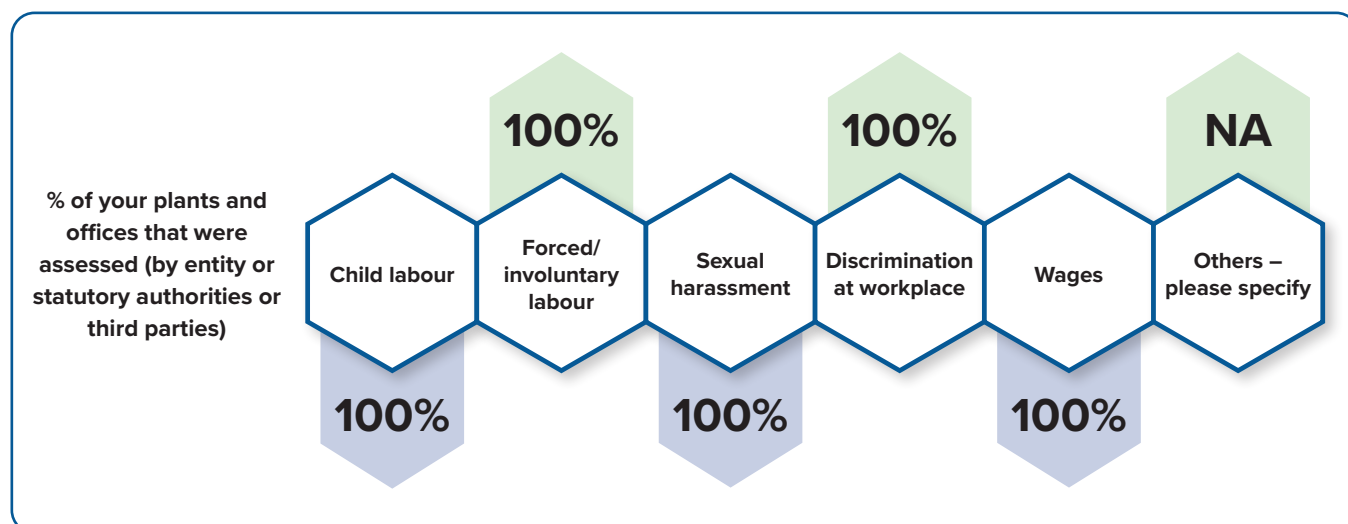 100%
100%
NA
% of your plants and
offices that were
assessed (by entity or
statutory authorities or
third parties)
Child labour
Forced/
involuntary
labour
Sexual
harassment
Discrimination
at workplace
Wages
Others –
please specify
100%
100%
100%